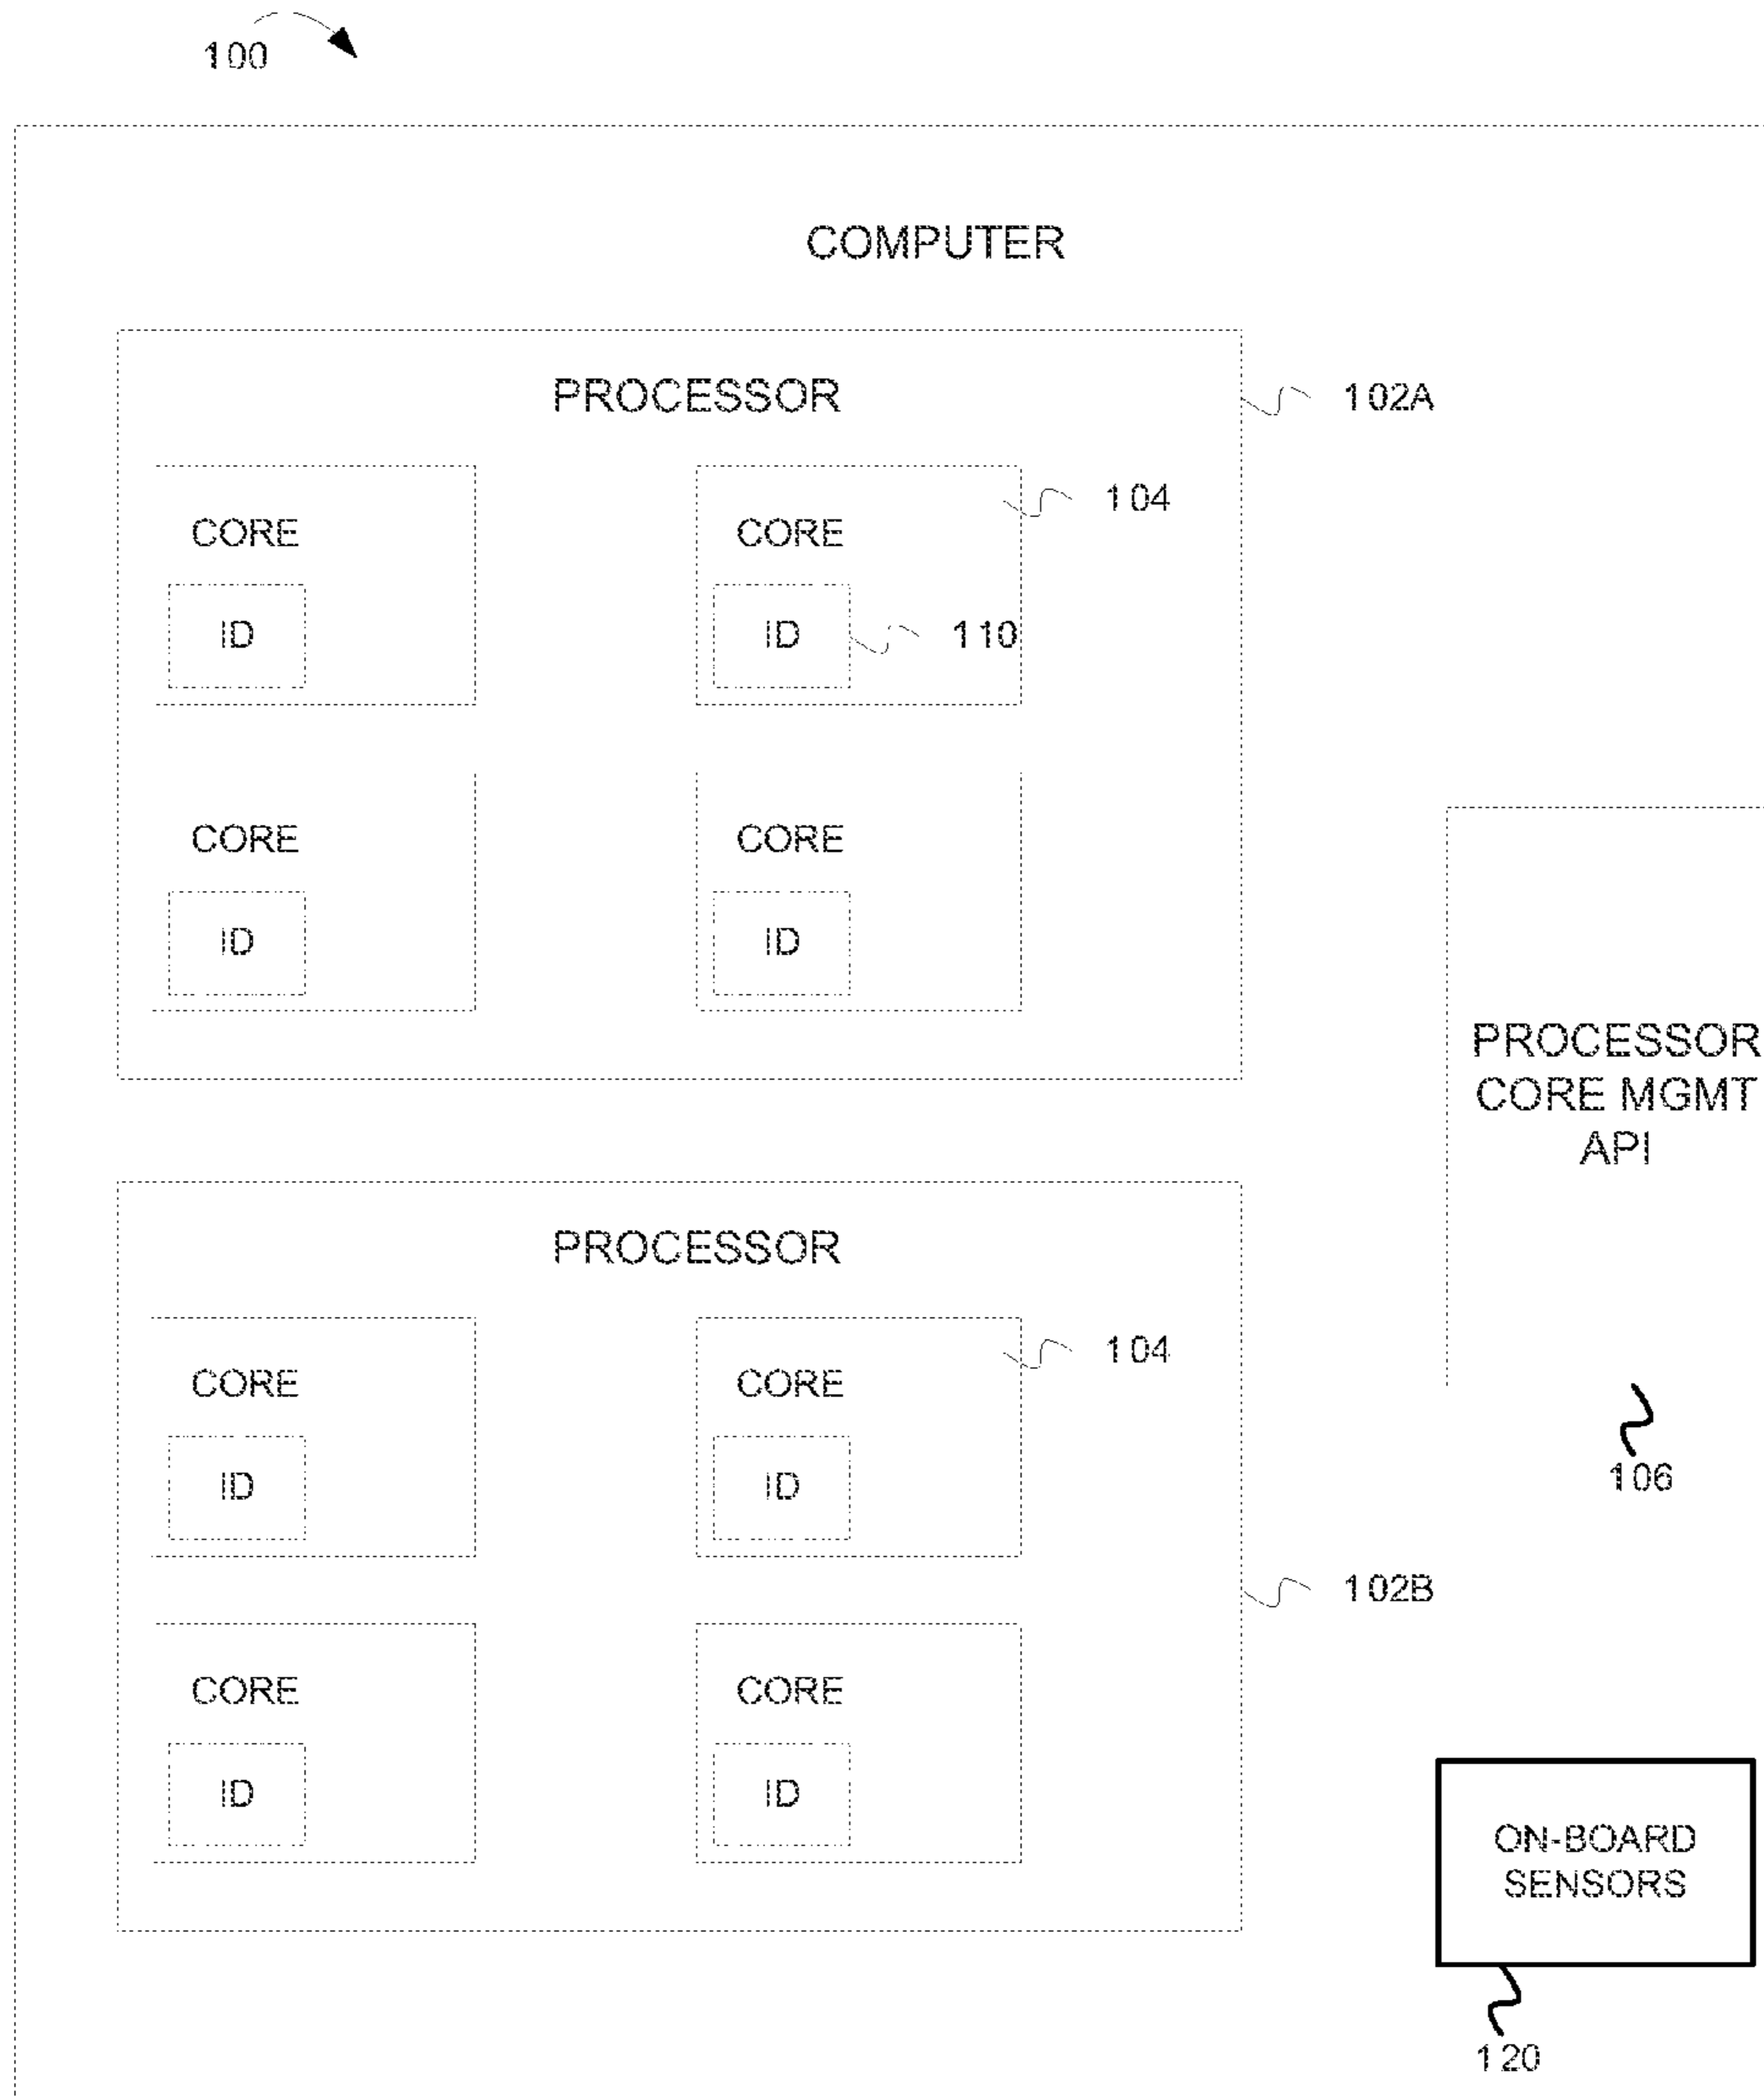 100
COMPUTER
PROCESSOR
102A
CORE
CORE
104
ID
ID
110
CORE
CORE
ID
ID
PROCESSOR
CORE MGMT
API
PROCESSOR
CORE
CORE
104
ID
ID
106
102B
CORE
CORE
ID
ID
ON-BOARD
SENSORS
120